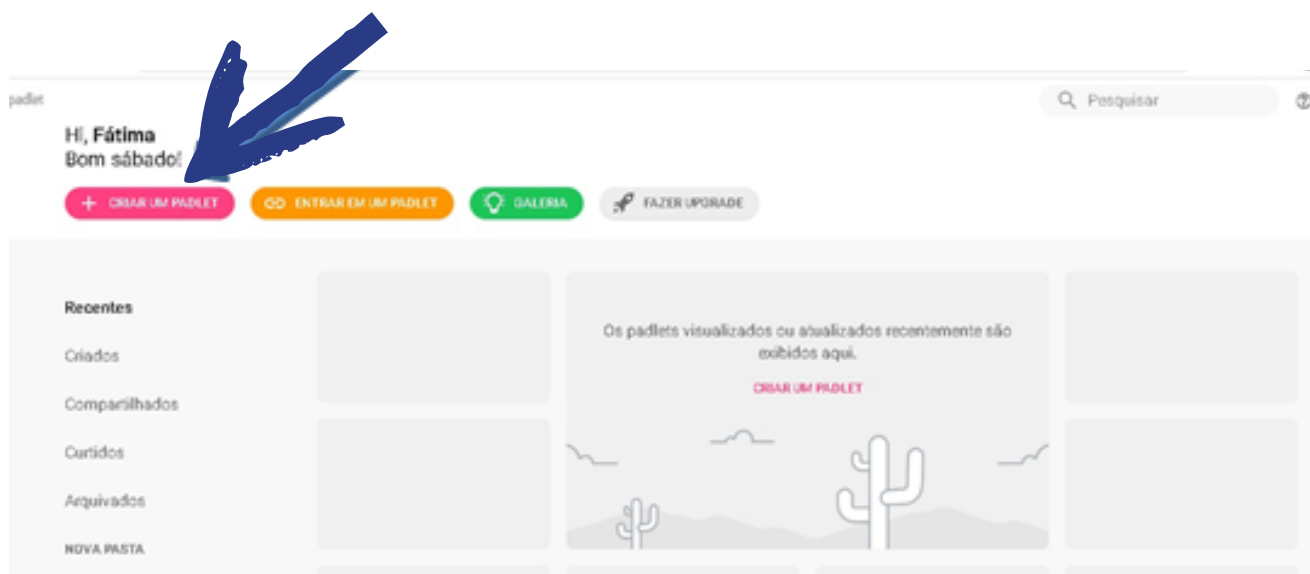 padlet
Pesquisar
Hi, Fátima
Bom sábado!
CRIAR UM PADLET
ENTRAR EM UM PADLET
GALERIA
FAZER UPGRADE
Recentes
Criados
Compartilhados
Curtidos
Arquivados
NOVA PASTA
Os padlets visualizados ou atualizados recentemente são
exibidos aqui.
CRIAR UM PADLET